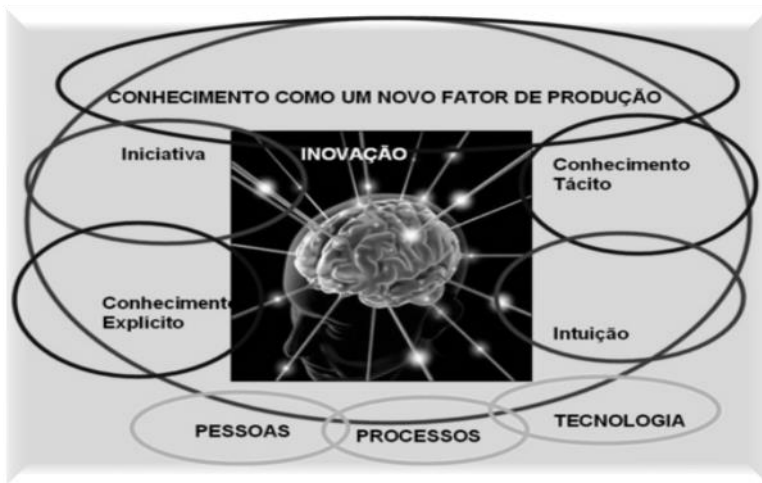 CONHECIMENTO COMO UM NOVO FATOR DE PRODUÇÃO
Iniciativa
INOVAÇÃO
Conhecimento
Tácito
Conhecimento
Explícito
Intuição
PESSOAS
PROCESSOS
TECNOLOGIA